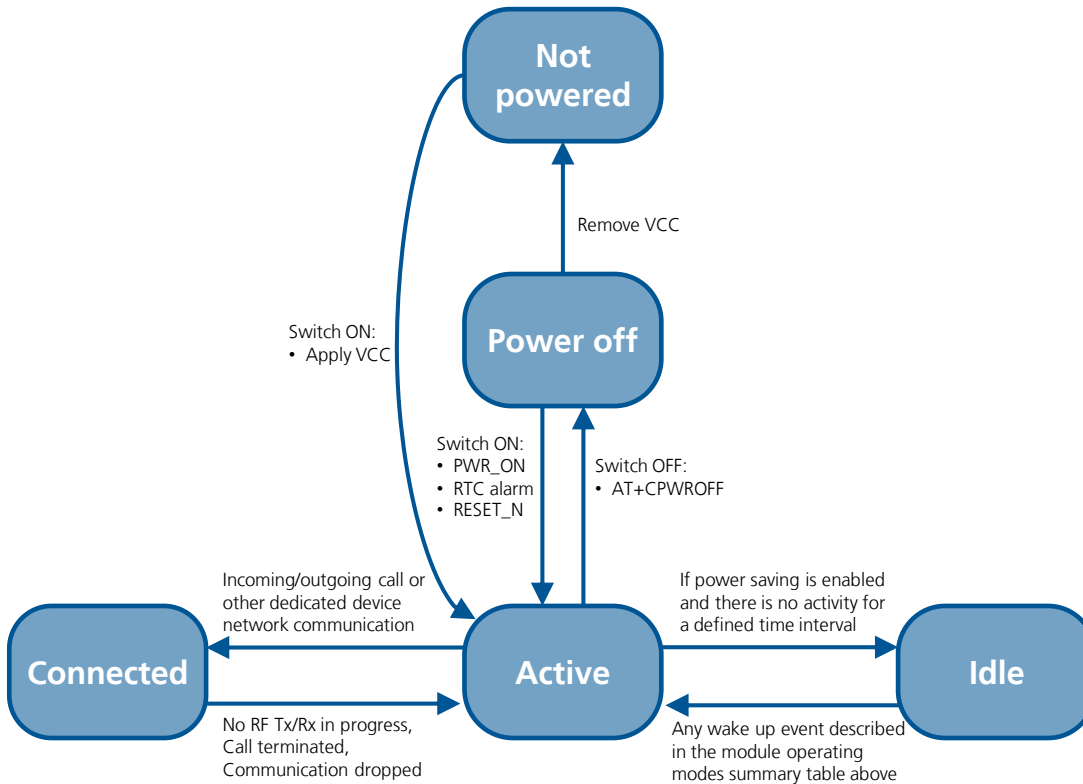 Not
powered
Remove VCC
Switch ON:
• Apply VCC
Power off
Switch ON:
• PWR_ON
• RTC alarm
• RESET_N
Switch OFF:
• AT+CPWROFF
Incoming/outgoing call or
other dedicated device
network communication
If power saving is enabled
and there is no activity for
a defined time interval
Connected
Active
Idle
No RF Tx/Rx in progress,
Call terminated,
Communication dropped
Any wake up event described
in the module operating
modes summary table above